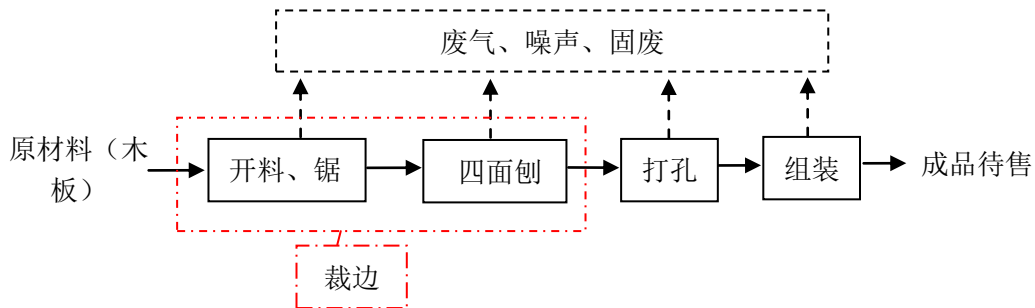 废气、噪声、固废
原材料（木
板）
开料、锯
四面刨
打孔
组装
成品待售
裁边